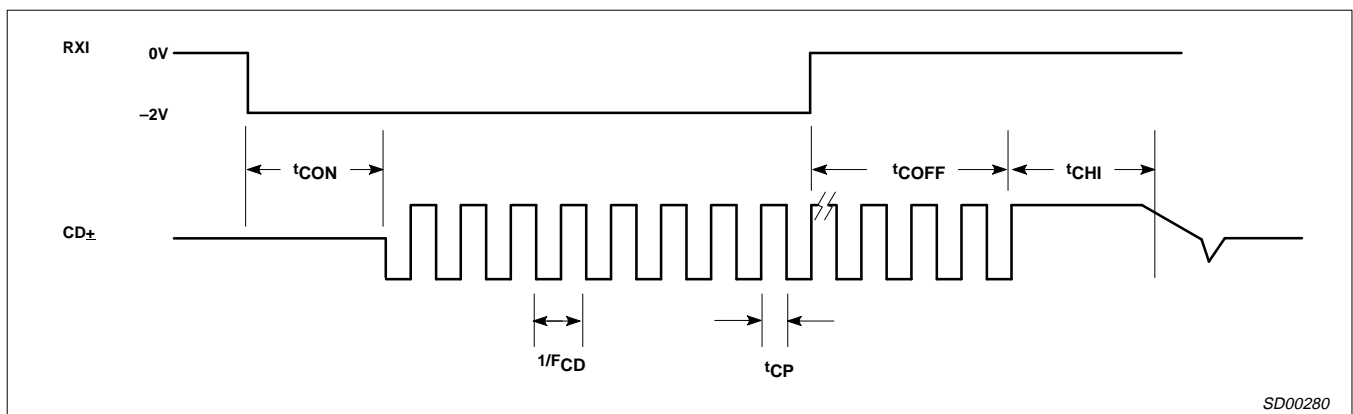 RXI
0V
–2V
tCON
tCOFF
tCHI
CD±
1/FCD
tCP
SD00280